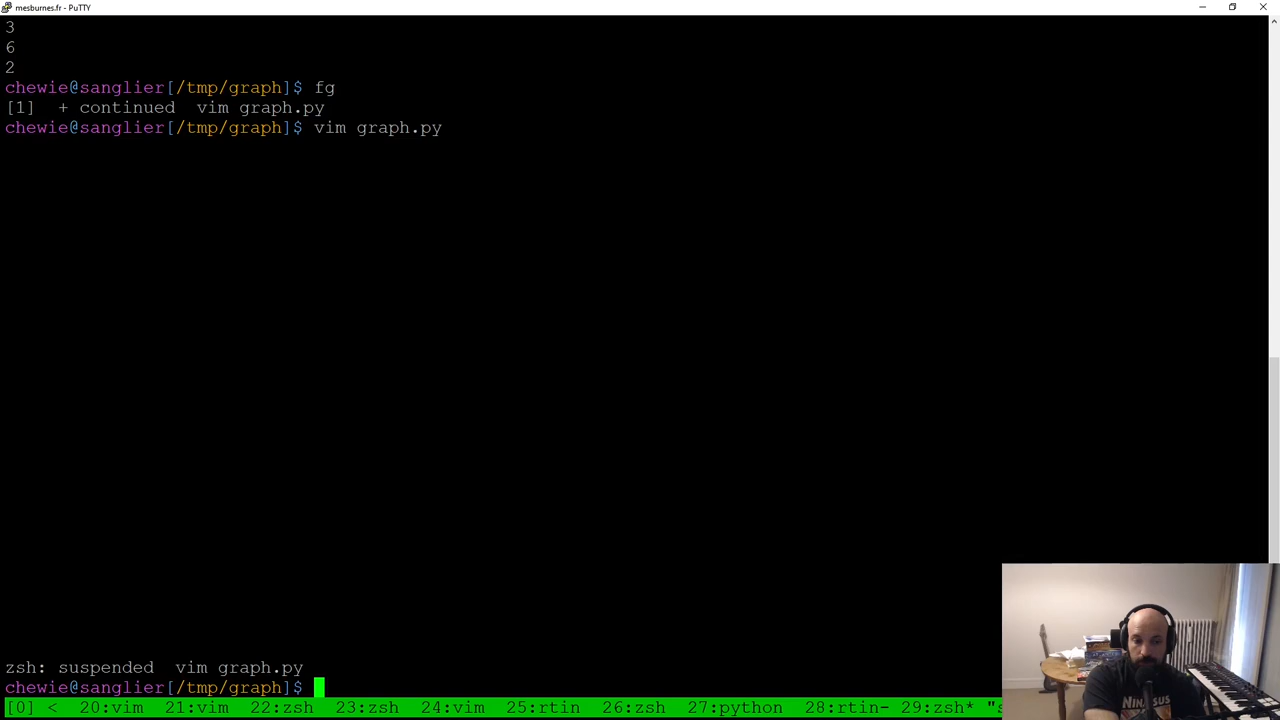 mesburnes.fr - PuTTY
3
6
2
chewie@sanglier[/tmp/graph]$ fg
[1]  + continued  vim graph.py
chewie@sanglier[/tmp/graph]$ vim graph.py
zsh: suspended  vim graph.py
chewie@sanglier[/tmp/graph]$
[0] <  20:vim  21:vim  22:zsh  23:zsh  24:vim  25:rtin  26:zsh  27:python  28:rtin- 29:zsh* "s